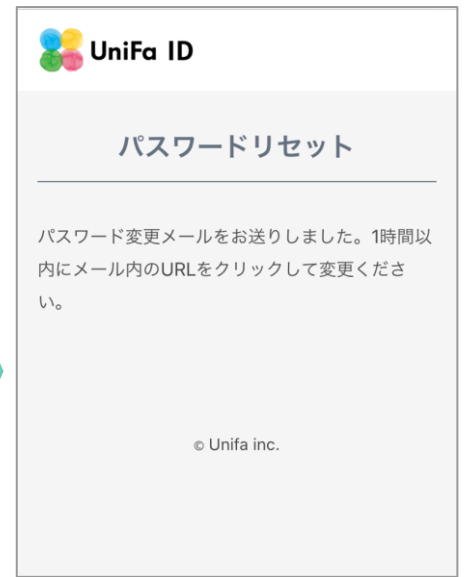 UniFa ID
パスワードリセット
パスワード変更メールをお送りしました。1時間以
内にメール内のURLをクリックして変更くださ
い。
© Unifa inc.